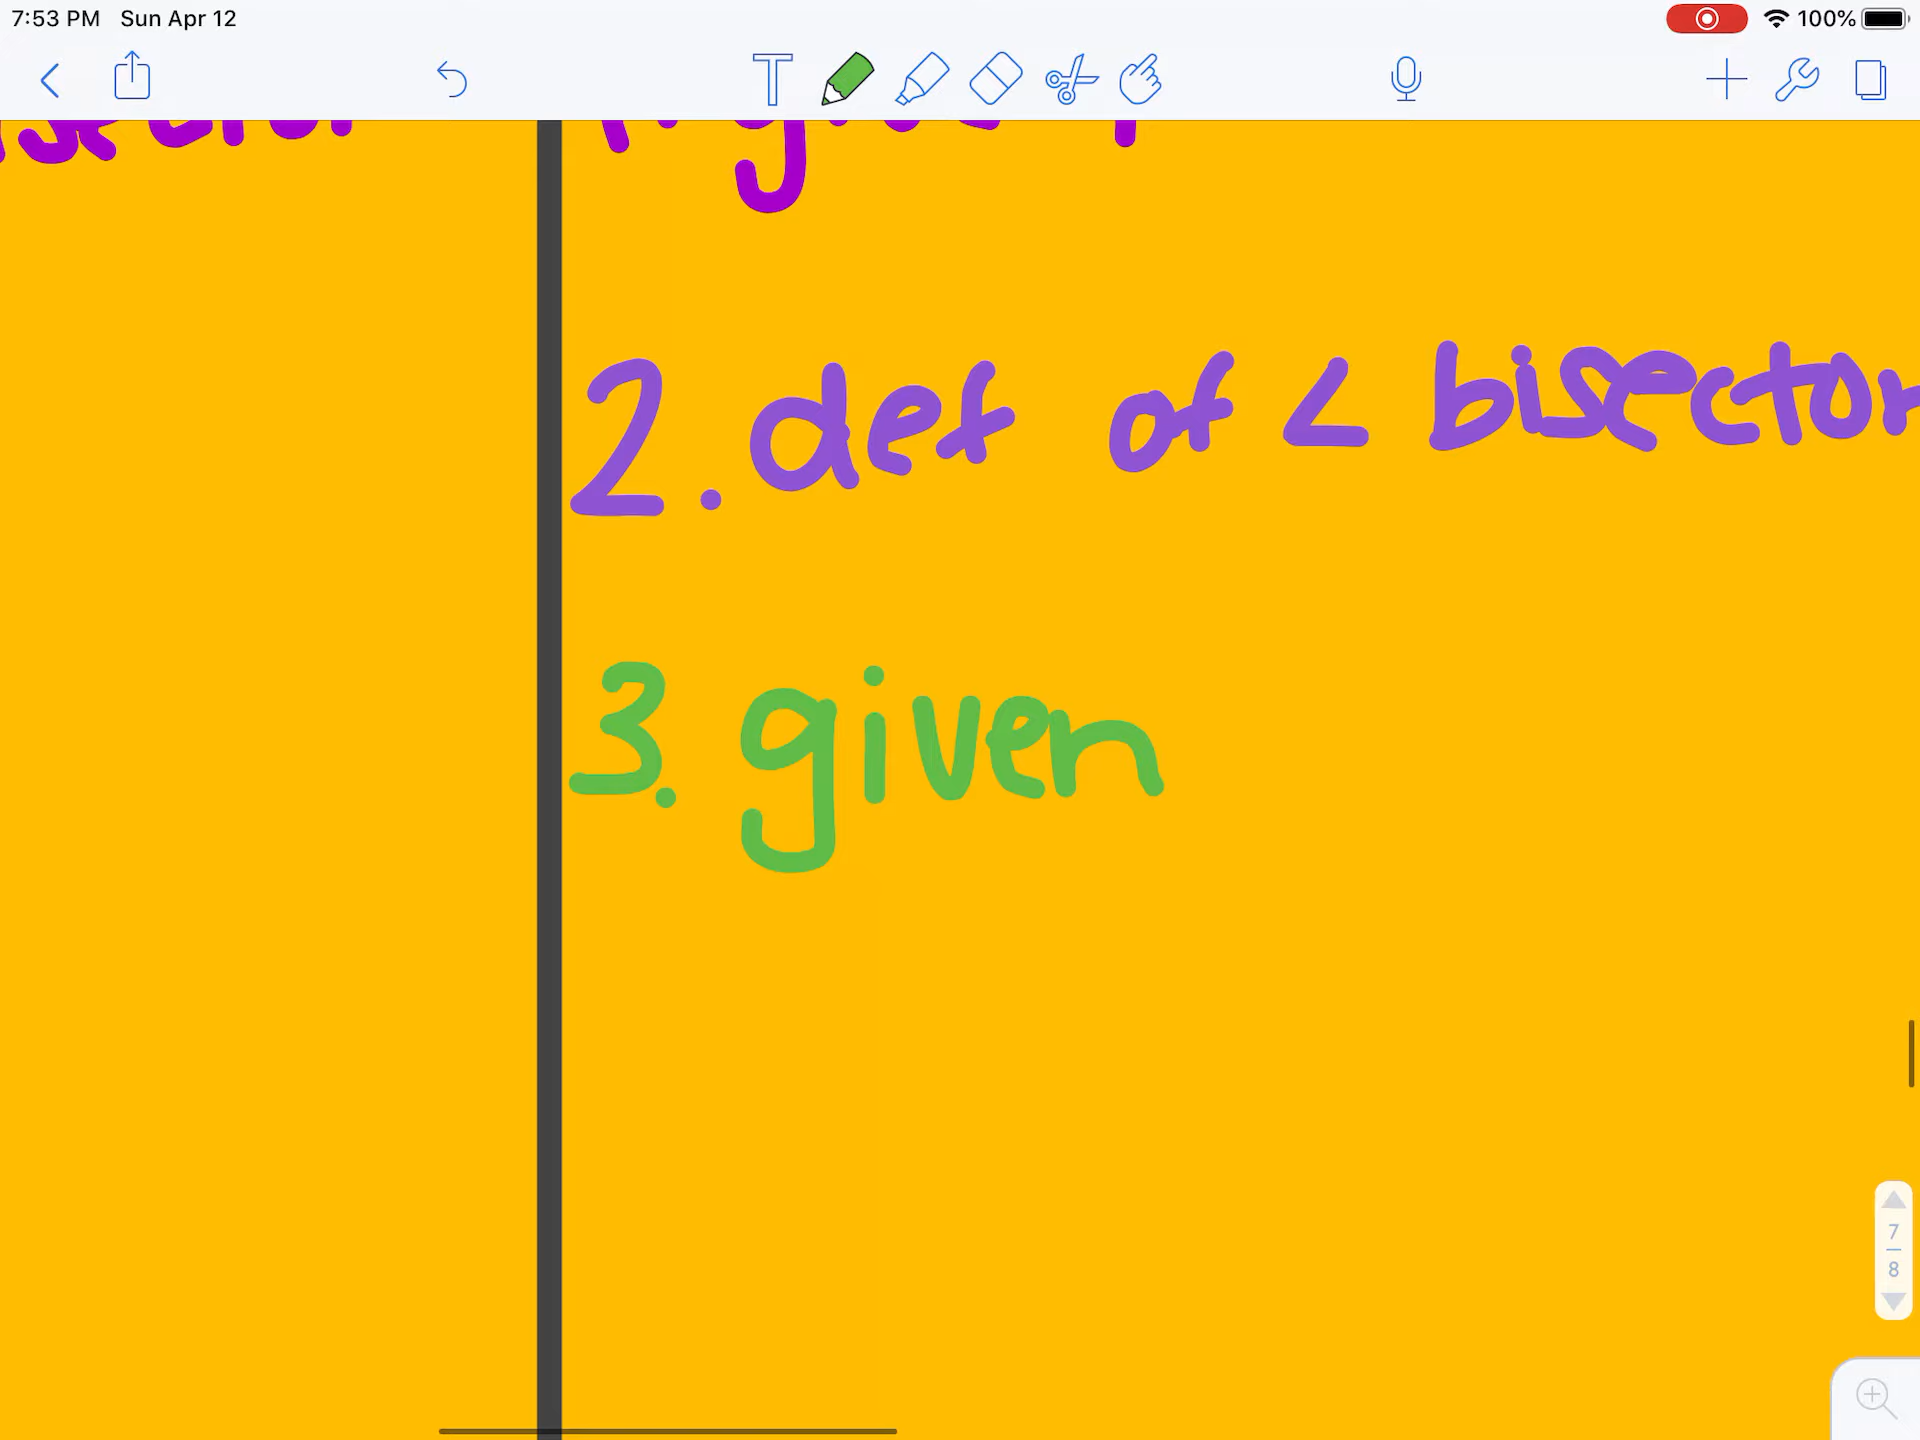 7:53 PM Sun Apr 12
100%
2. def of < bisector
3. given
7
8